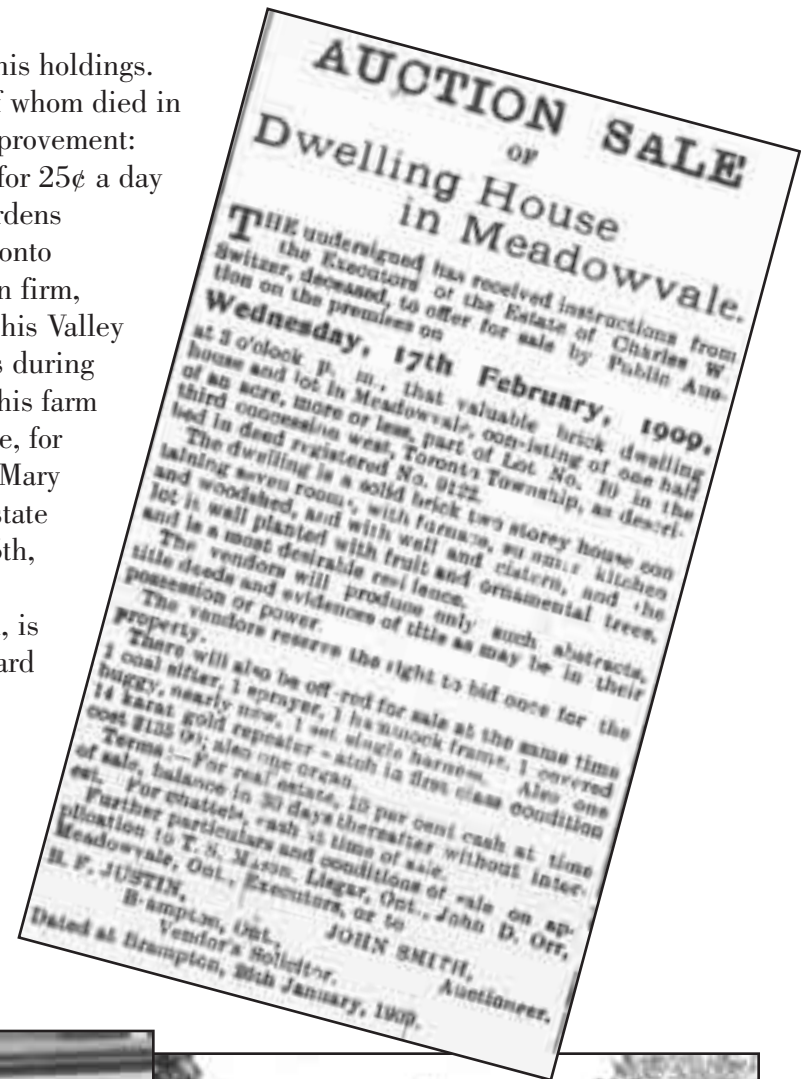 his holdings.
f whom died in
provement:
for 25¢ a day
rdens
onto
n firm,
his Valley
s during
his farm
e, for
Mary
state
5th,
, is
ard
AUCTION SALE
OF
Dwelling House
in Meadowvale.
THE undersigned has received instructions from
the Executors of the Estate of Charles W
Switzer, deceased, to offer for sale by Public Auc-
tion on the premises on
Wednesday, 17th February, 1909,
at 3 o'clock p. m., that valuable brick dwelling
house and lot in Meadowvale, consisting of one half
of an acre, more or less, part of Lot No. 10 in the
third concession west, Toronto Township, as descri-
bed in deed registered No. 9122.
The dwelling is a solid brick two storey house con
taining seven rooms, with furnace, summer kitchen
and woodshed, and with well and cistern, and the
lot is well planted with fruit and ornamental trees,
and is a most desirable residence.
The vendors will produce only such abstracts,
title deeds and evidences of title as may be in their
possession or power.
The vendors reserve the right to bid once for the
property.
There will also be off red for sale at the same time
1 coal sifter, 1 sprayer, 1 hammock frame, 1 covered
buggy, nearly new, 1 set single harness. Also one
14 karat gold repeater watch in first class condition
cost $135 also one organ.
Terms:—For real estate, 15 per cent cash at time
of sale, balance in 30 days thereafter without inter-
est. For chattels, cash at time of sale.
Further particulars and conditions of sale on ap-
plication to T. S. Mason, Lisgar, Ont., John D. Orr,
Meadowvale, Ont., Executors, or to
B. F. JUSTIN,
JOHN SMITH,
Brampton, Ont.,
Auctioneer.
Vendor's Solicitor.
Dated at Brampton, January, 1909.